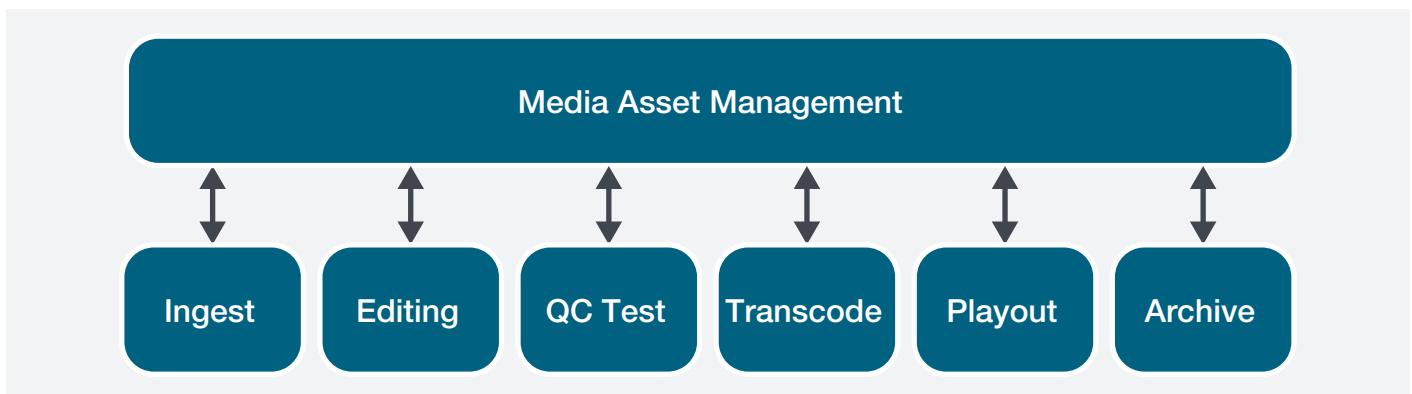 Media Asset Management
Ingest
Editing
QC Test
Transcode
Playout
Archive